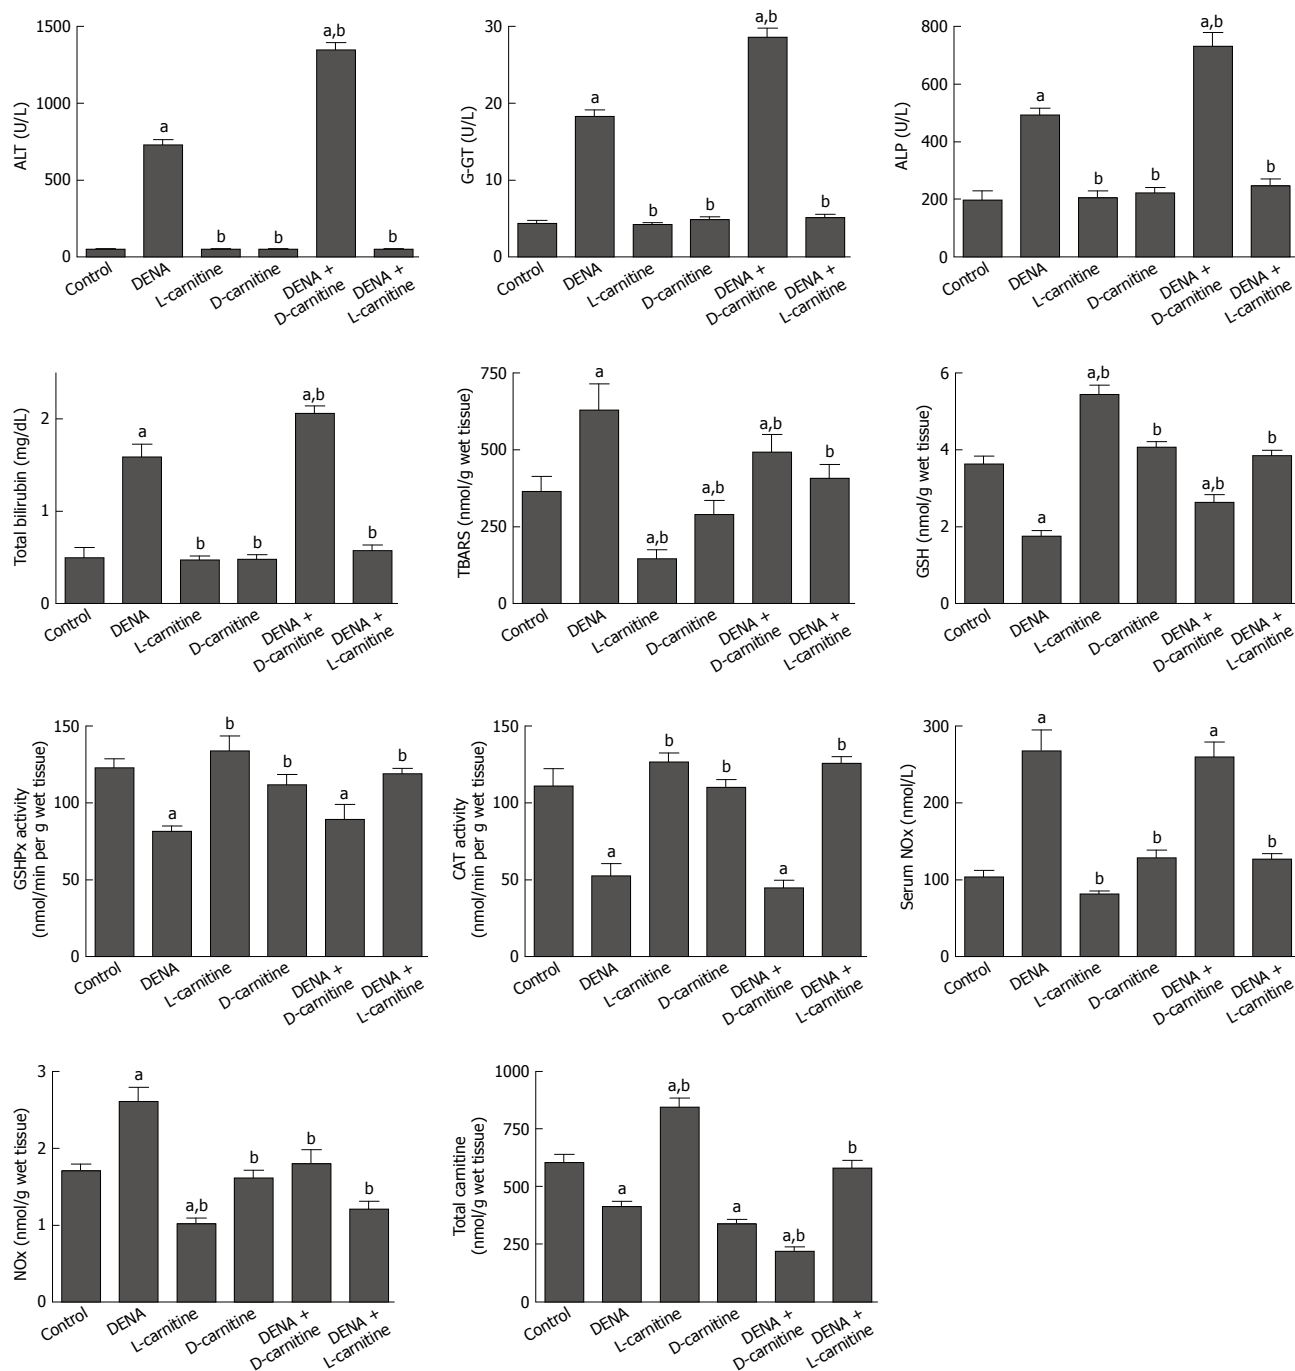 ALT (U/L)
1500
1000
500
0
a
b
b
a,b
b
Control
DENA
L-carnitine
D-carnitine
DENA +
D-carnitine
DENA +
L-carnitine
G-GT (U/L)
30
20
10
0
a
b
b
a,b
b
Control
DENA
L-carnitine
D-carnitine
DENA +
D-carnitine
DENA +
L-carnitine
ALP (U/L)
800
600
400
200
0
a
b
b
a,b
b
Control
DENA
L-carnitine
D-carnitine
DENA +
D-carnitine
DENA +
L-carnitine
Total bilirubin (mg/dL)
2
1
0
a
b
b
a,b
b
Control
DENA
L-carnitine
D-carnitine
DENA +
D-carnitine
DENA +
L-carnitine
TBARS (nmol/g wet tissue)
750
500
250
0
a
a,b
a,b
a,b
b
Control
DENA
L-carnitine
D-carnitine
DENA +
D-carnitine
DENA +
L-carnitine
GSH (nmol/g wet tissue)
6
4
2
0
a
a,b
b
a,b
b
Control
DENA
L-carnitine
D-carnitine
DENA +
D-carnitine
DENA +
L-carnitine
GSHPx activity
(nmol/min per g wet tissue)
150
100
50
0
a
b
b
a
b
Control
DENA
L-carnitine
D-carnitine
DENA +
D-carnitine
DENA +
L-carnitine
CAT activity
(nmol/min per g wet tissue)
150
100
50
0
a
b
b
a
b
Control
DENA
L-carnitine
D-carnitine
DENA +
D-carnitine
DENA +
L-carnitine
Serum NOx (nmol/L)
300
200
100
0
a
b
b
a
b
Control
DENA
L-carnitine
D-carnitine
DENA +
D-carnitine
DENA +
L-carnitine
NOx (nmol/g wet tissue)
3
2
1
0
a
a,b
b
b
b
Control
DENA
L-carnitine
D-carnitine
DENA +
D-carnitine
DENA +
L-carnitine
Total carnitine
(nmol/g wet tissue)
1000
750
500
250
0
a
a,b
a
a,b
b
Control
DENA
L-carnitine
D-carnitine
DENA +
D-carnitine
DENA +
L-carnitine